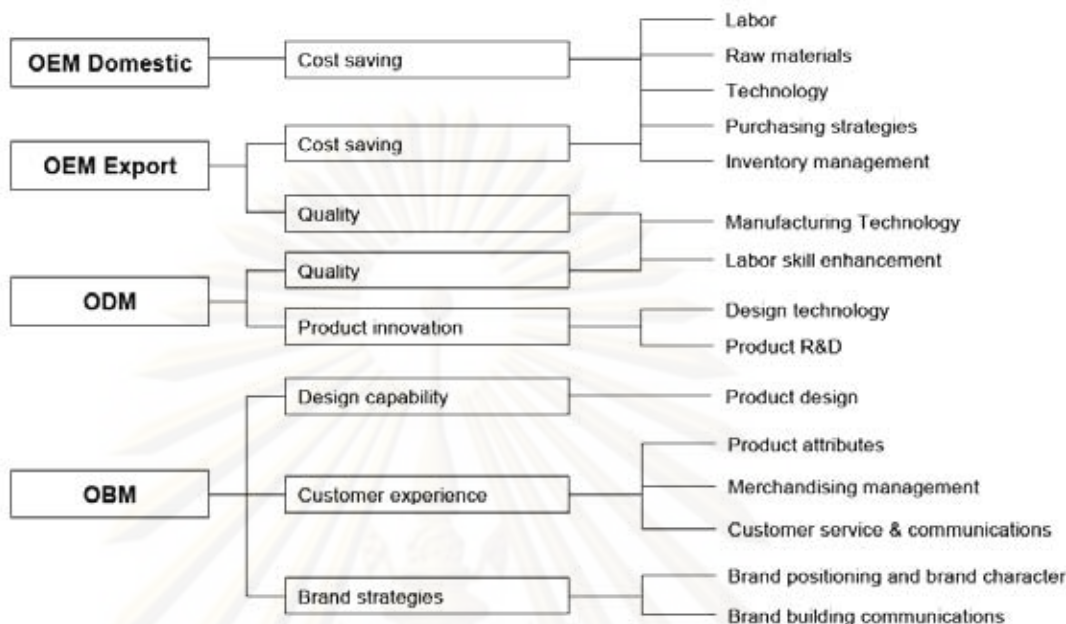 OEM Domestic
Cost saving
Labor
Raw materials
Technology
Purchasing strategies
Inventory management
OEM Export
Cost saving
Quality
Manufacturing Technology
Labor skill enhancement
ODM
Quality
Product innovation
Design technology
Product R&D
OBM
Design capability
Product design
Customer experience
Product attributes
Merchandising management
Customer service & communications
Brand strategies
Brand positioning and brand character
Brand building communications